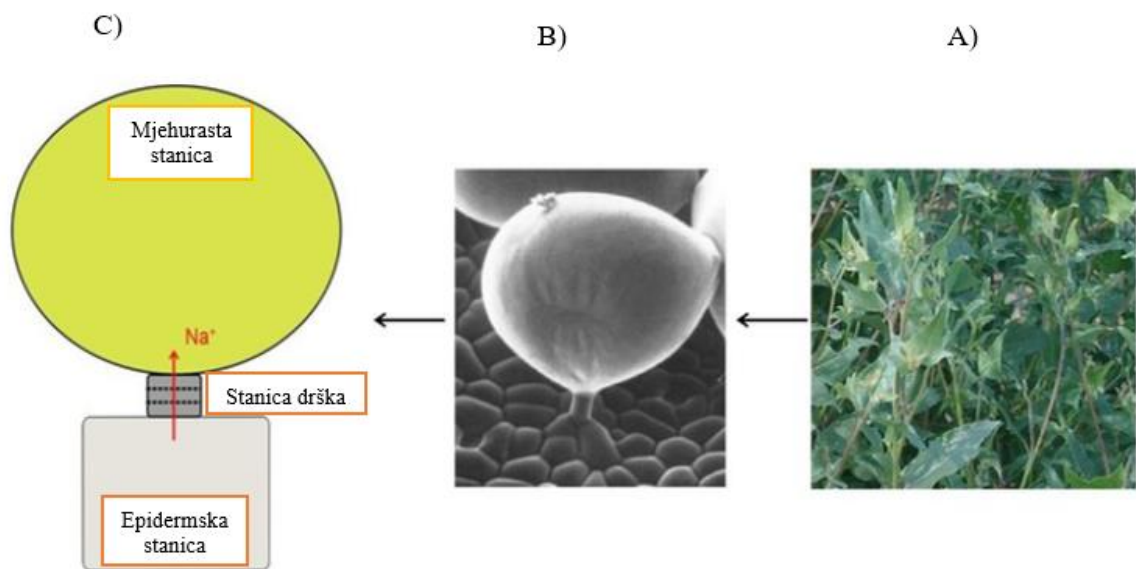 C)
B)
A)
Mjehurasta
stanica
Na⁺
Stanica drška
Epidermska
stanica